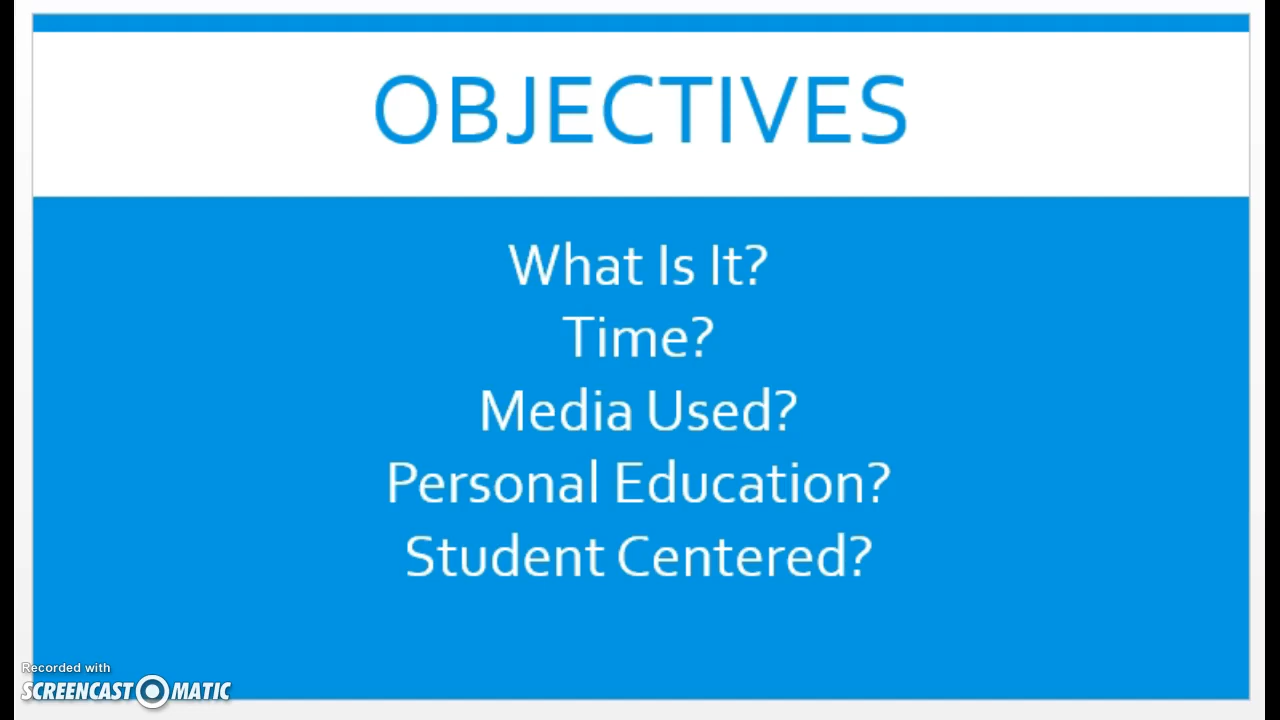 OBJECTIVES
What Is It?
Time?
Media Used?
Personal Education?
Student Centered?
Recorded with
SCREENCAST MATIC